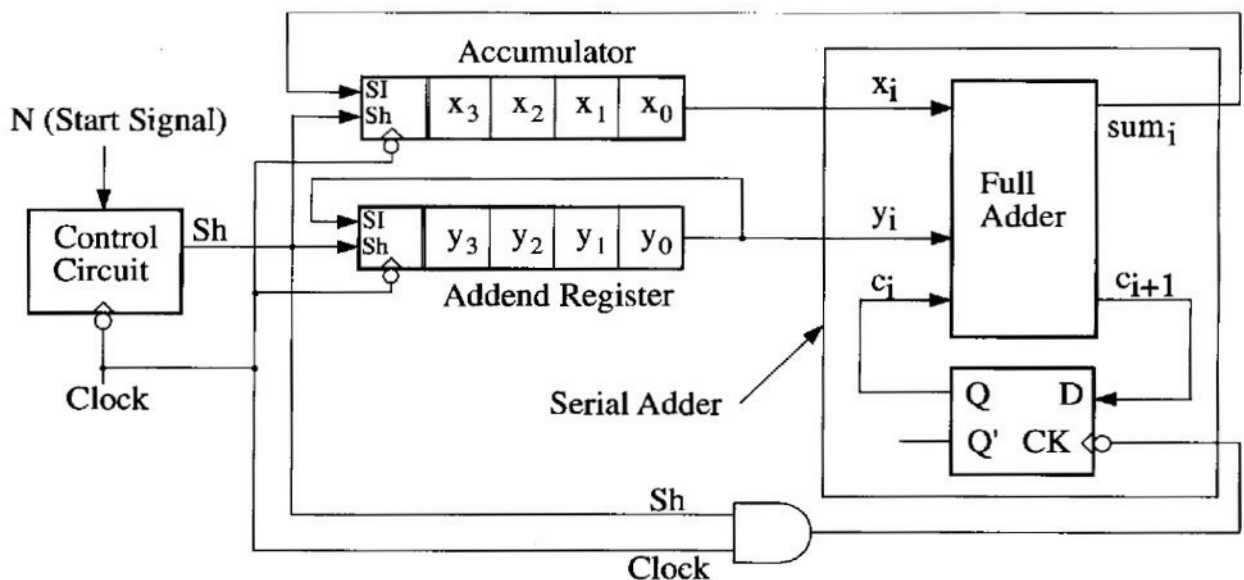 Accumulator
SI
Sh
x3 x2 x1 x0
xi
sumi
N (Start Signal)
Full
Adder
Control
Circuit
Sh
SI
Sh
y3 y2 y1 y0
yi
Addend Register
ci
ci+1
Clock
Serial Adder
Q D
Q' CK
Sh
Clock